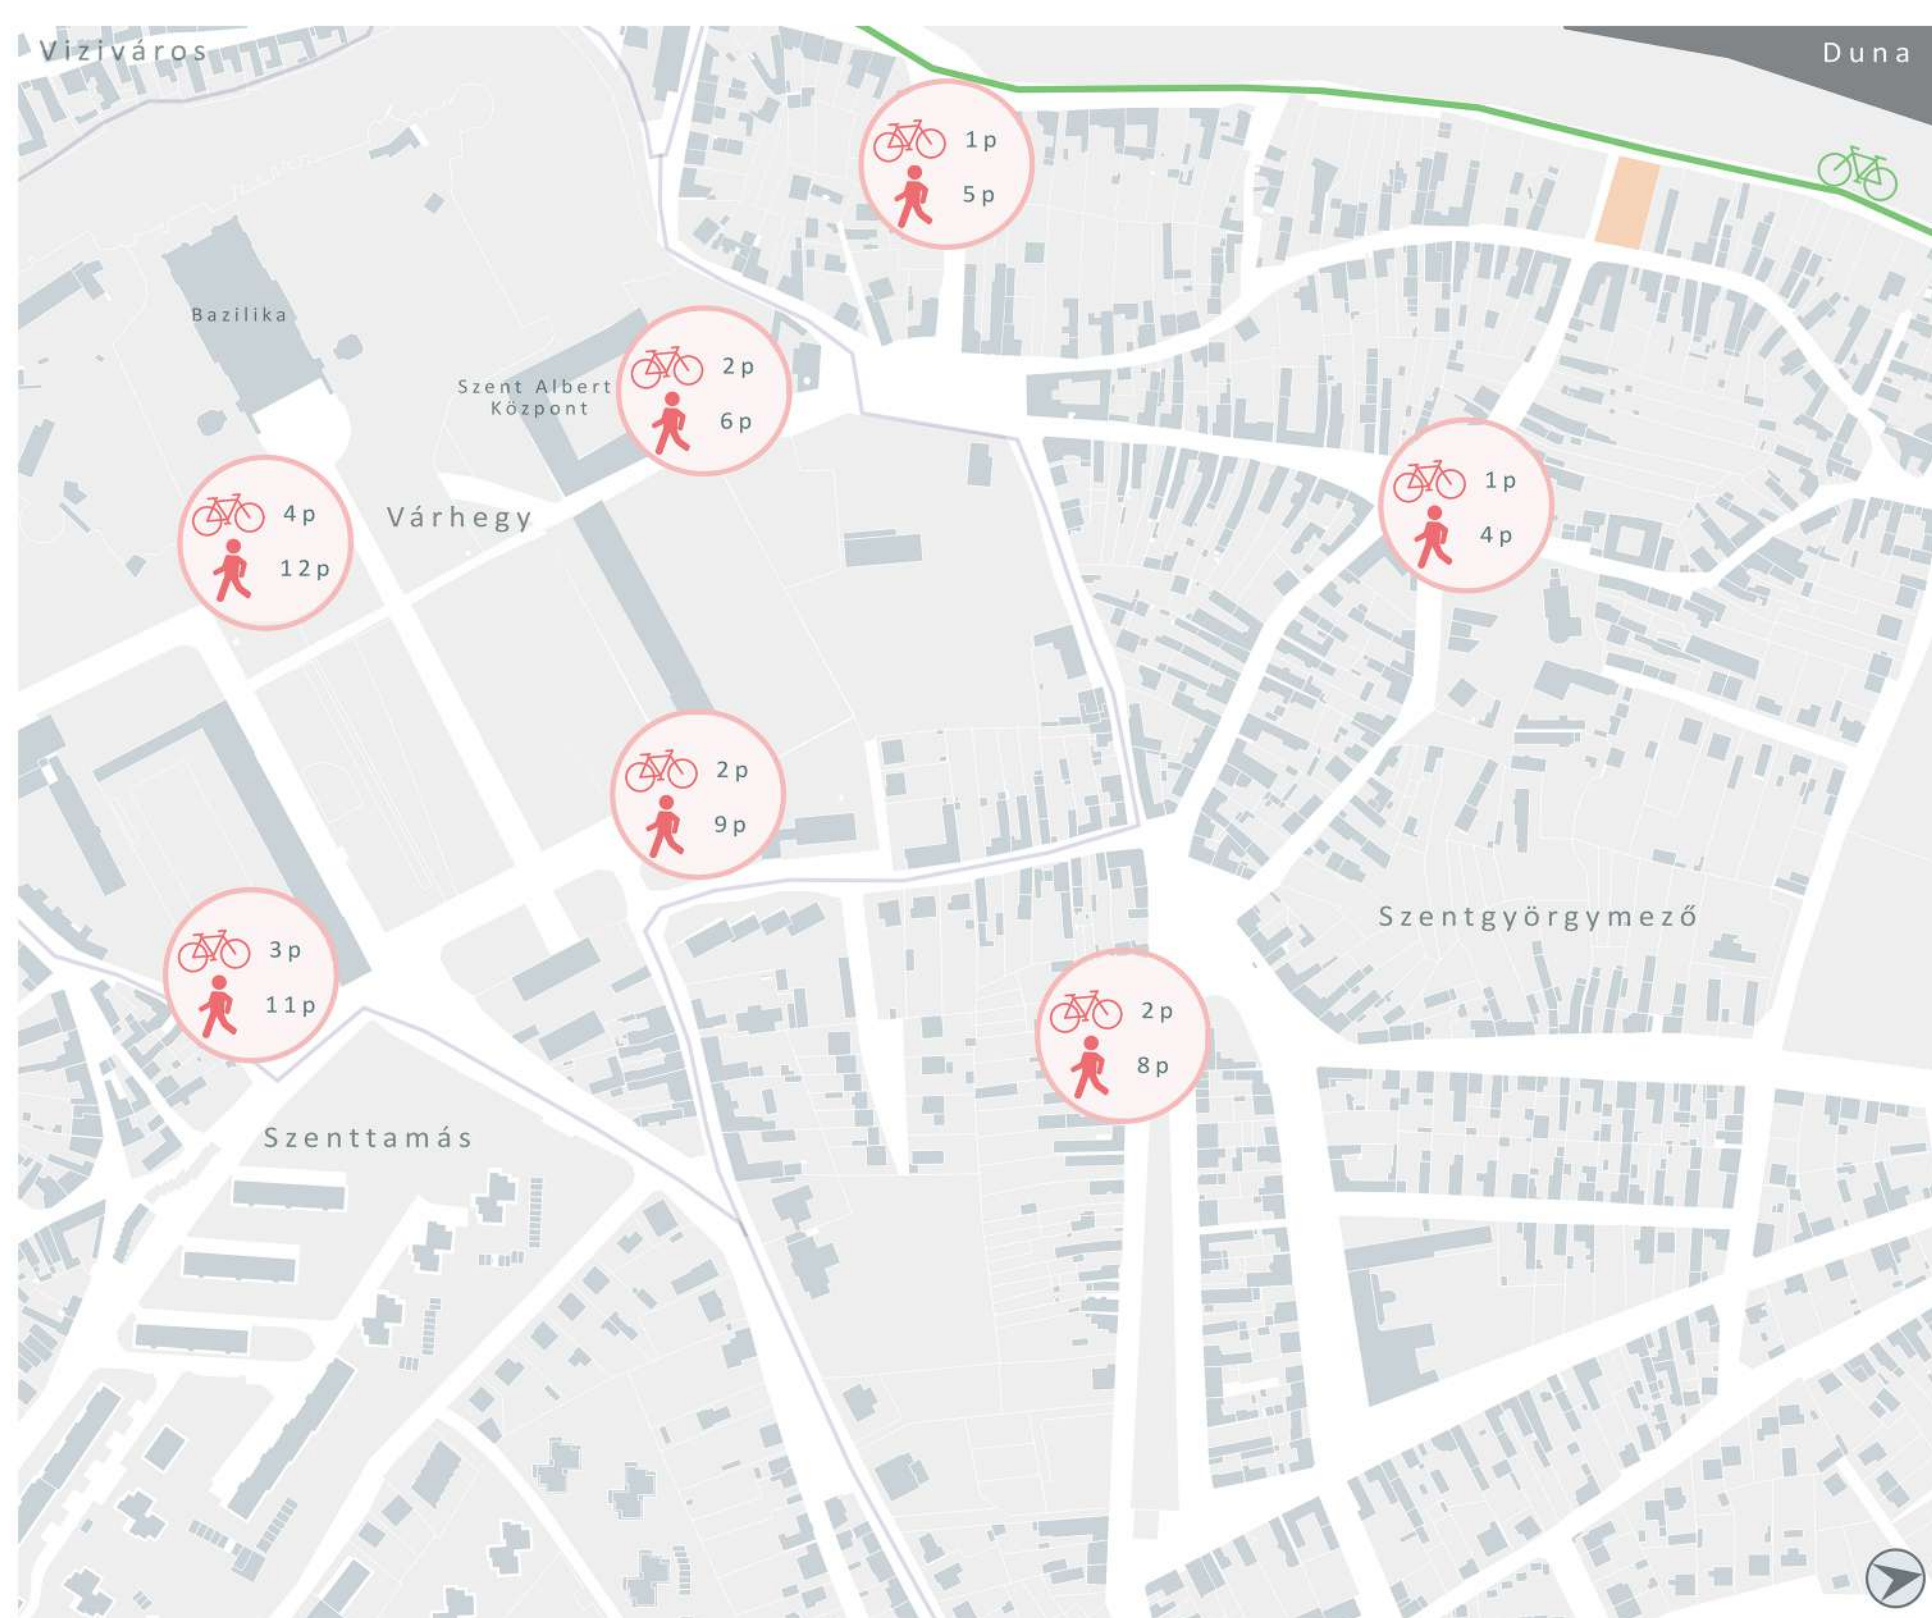 Viziváros
Duna
1p
5p
Bazilika
2p
6p
Szent Albert
Központ
1p
4p
4p
12p
Várhegy
2p
9p
Szentgyörgymező
3p
11p
2p
8p
Szenttamás